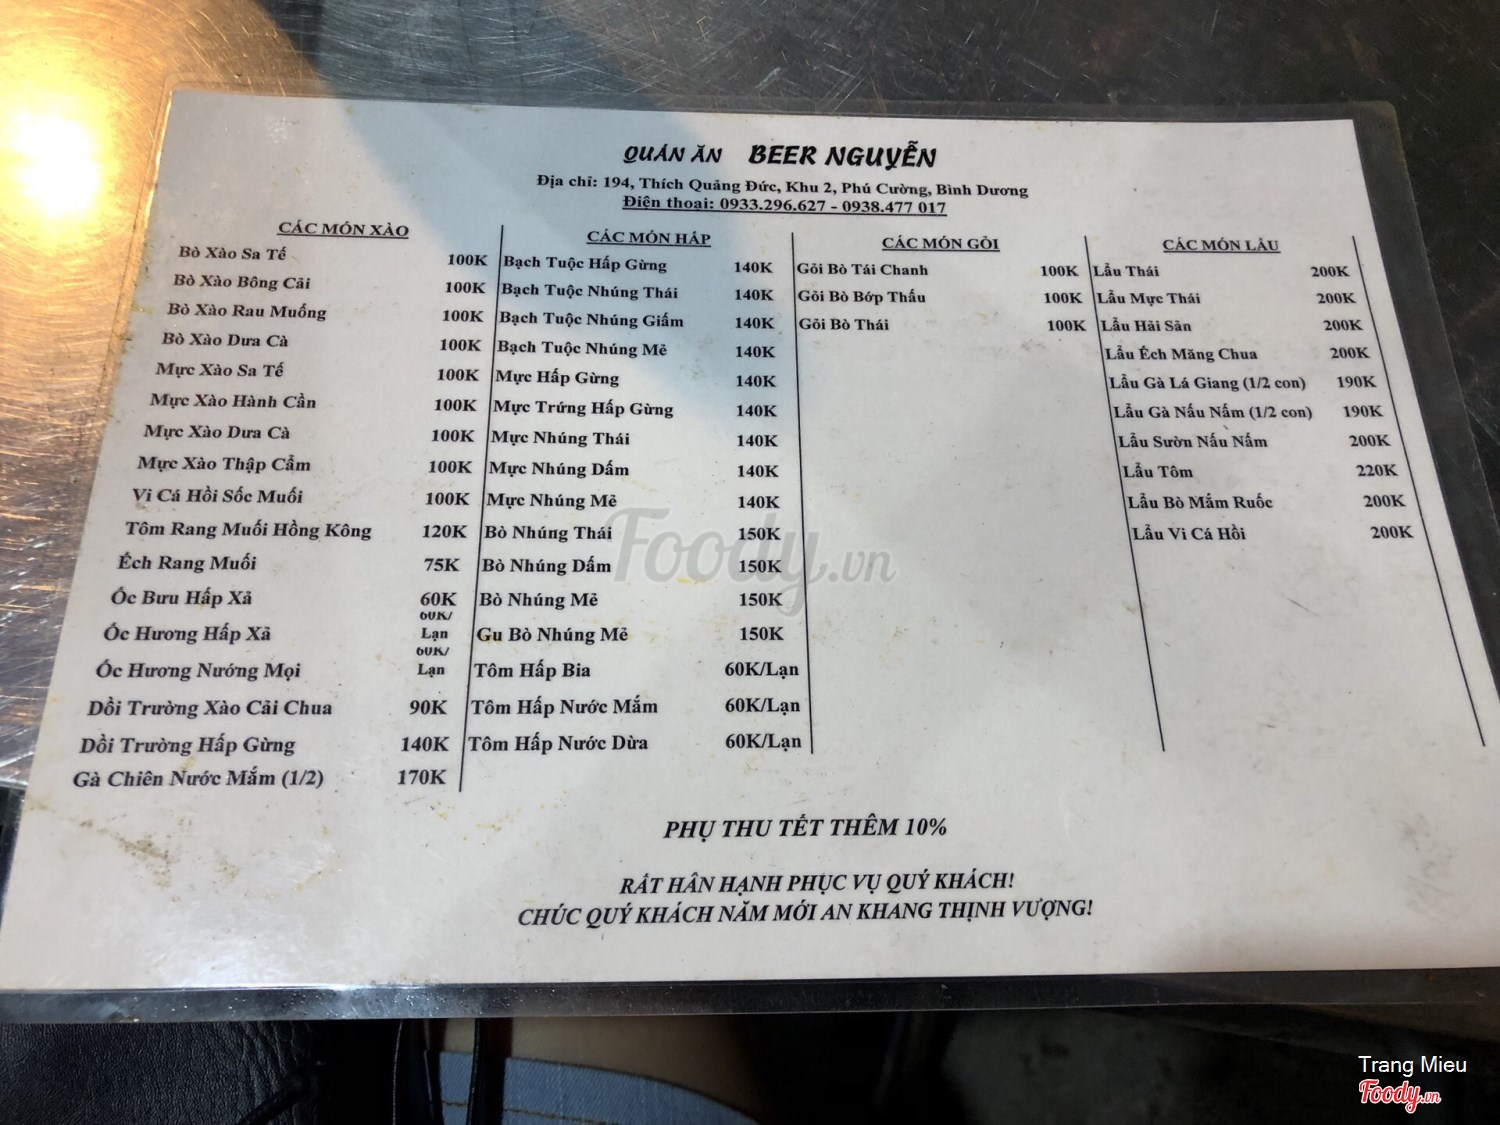 QUÁN ĂN BEER NGUYỄN
Địa chỉ: 194, Thích Quảng Đức, Khu 2, Phú Cường, Bình Dương
Điện thoại: 0933.296.627 - 0938.477 017
CÁC MÓN XÀO
Bò Xào Sa Tế 100K
Bò Xào Bông Cải 100K
Bò Xào Rau Muống 100K
Bò Xào Dưa Cà 100K
Mực Xào Sa Tế 100K
Mực Xào Hành Cần 100K
Mực Xào Dưa Cà 100K
Mực Xào Thập Cẩm 100K
Vi Cá Hồi Sốc Muối 100K
Tôm Rang Muối Hồng Kông 120K
Ếch Rang Muối 75K
Ốc Bưu Hấp Xả 60K
Ốc Hương Hấp Xả 60K/
Lạn
Ốc Hương Nướng Mọi 60K/
Lạn
Dồi Trường Xào Cải Chua 90K
Dồi Trường Hấp Gừng 140K
Gà Chiên Nước Mắm (1/2) 170K
CÁC MÓN HẤP
Bạch Tuộc Hấp Gừng 140K
Bạch Tuộc Nhúng Thái 140K
Bạch Tuộc Nhúng Giấm 140K
Bạch Tuộc Nhúng Mẻ 140K
Mực Hấp Gừng 140K
Mực Trứng Hấp Gừng 140K
Mực Nhúng Thái 140K
Mực Nhúng Dấm 140K
Mực Nhúng Mẻ 140K
Bò Nhúng Thái 150K
Bò Nhúng Dấm 150K
Bò Nhúng Mẻ 150K
Gu Bò Nhúng Mẻ 150K
Tôm Hấp Bia 60K/Lạn
Tôm Hấp Nước Mắm 60K/Lạn
Tôm Hấp Nước Dừa 60K/Lạn
CÁC MÓN GỎI
Gỏi Bò Tái Chanh 100K
Gỏi Bò Bớp Thấu 100K
Gỏi Bò Thái 100K
CÁC MÓN LẨU
Lẩu Thái 200K
Lẩu Mực Thái 200K
Lẩu Hải Sản 200K
Lẩu Ếch Măng Chua 200K
Lẩu Gà Lá Giang (1/2 con) 190K
Lẩu Gà Nấu Nấm (1/2 con) 190K
Lẩu Sườn Nấu Nấm 200K
Lẩu Tôm 220K
Lẩu Bò Mắm Ruốc 200K
Lẩu Vi Cá Hồi 200K
PHỤ THU TẾT THÊM 10%
RẤT HÂN HẠNH PHỤC VỤ QUÝ KHÁCH!
CHÚC QUÝ KHÁCH NĂM MỚI AN KHANG THỊNH VƯỢNG!
Foody.vn
Trang Mieu
Foody.vn